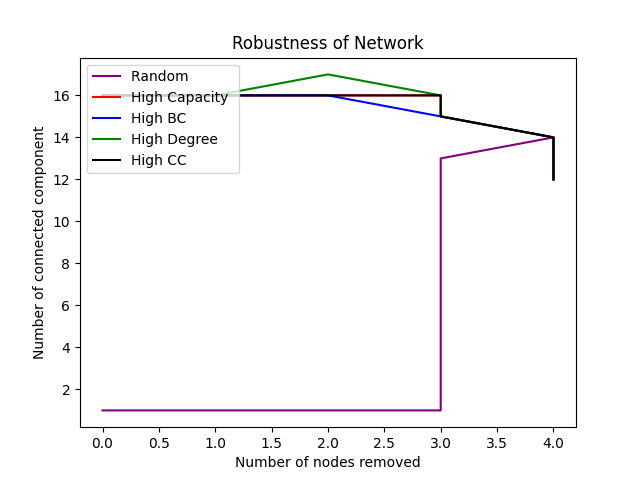 Robustness of Network
Random
High Capacity
High BC
High Degree
High CC
Number of connected component
16
14
12
10
8
6
4
2
0.0 0.5 1.0 1.5 2.0 2.5 3.0 3.5 4.0
Number of nodes removed